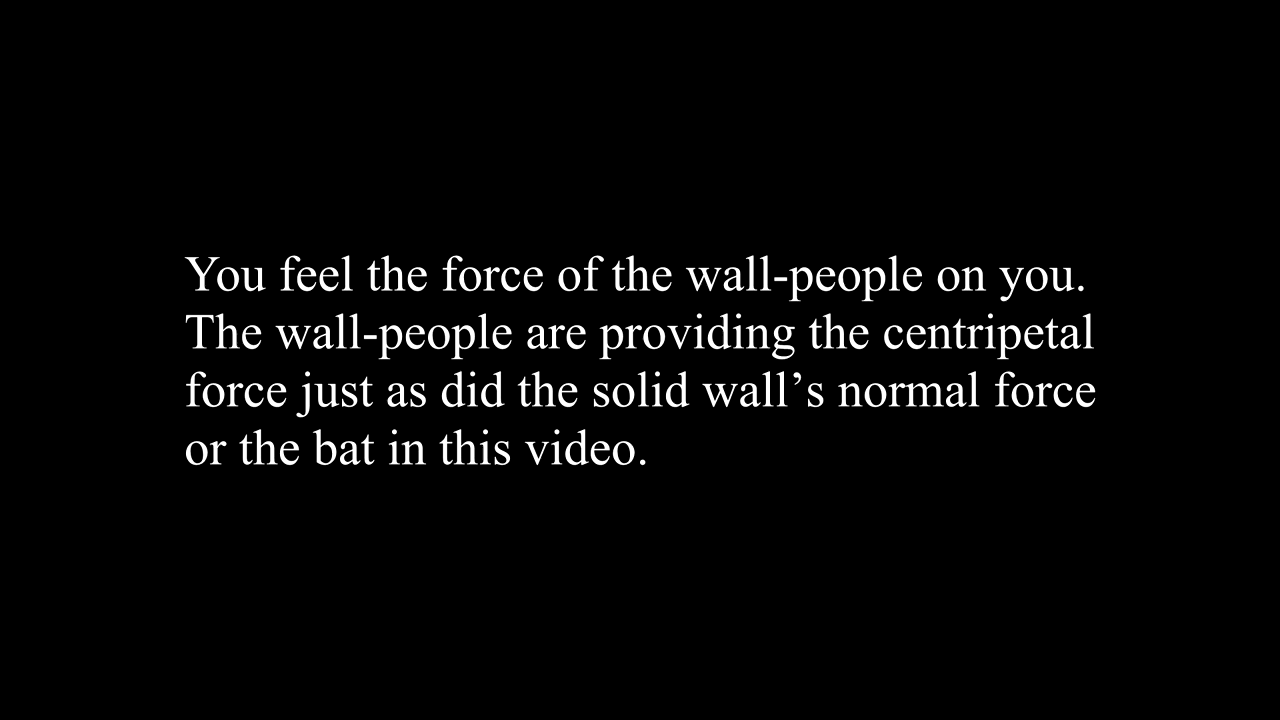 You feel the force of the wall-people on you.
The wall-people are providing the centripetal
force just as did the solid wall’s normal force
or the bat in this video.